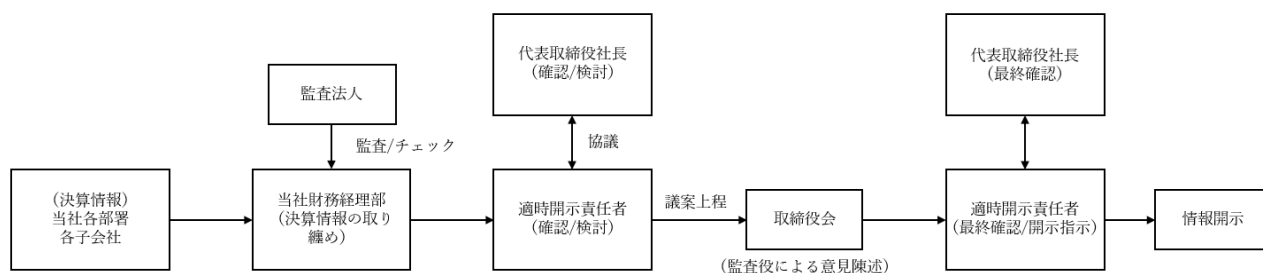 代表取締役社長
（確認/検討）
代表取締役社長
（最終確認）
監査法人
監査/チェック
協議
（決算情報）
当社各部署
各子会社
当社財務経理部
（決算情報の取り
纏め）
適時開示責任者
（確認/検討）
議案上程
取締役会
（監査役による意見陳述）
適時開示責任者
（最終確認/開示指示）
情報開示